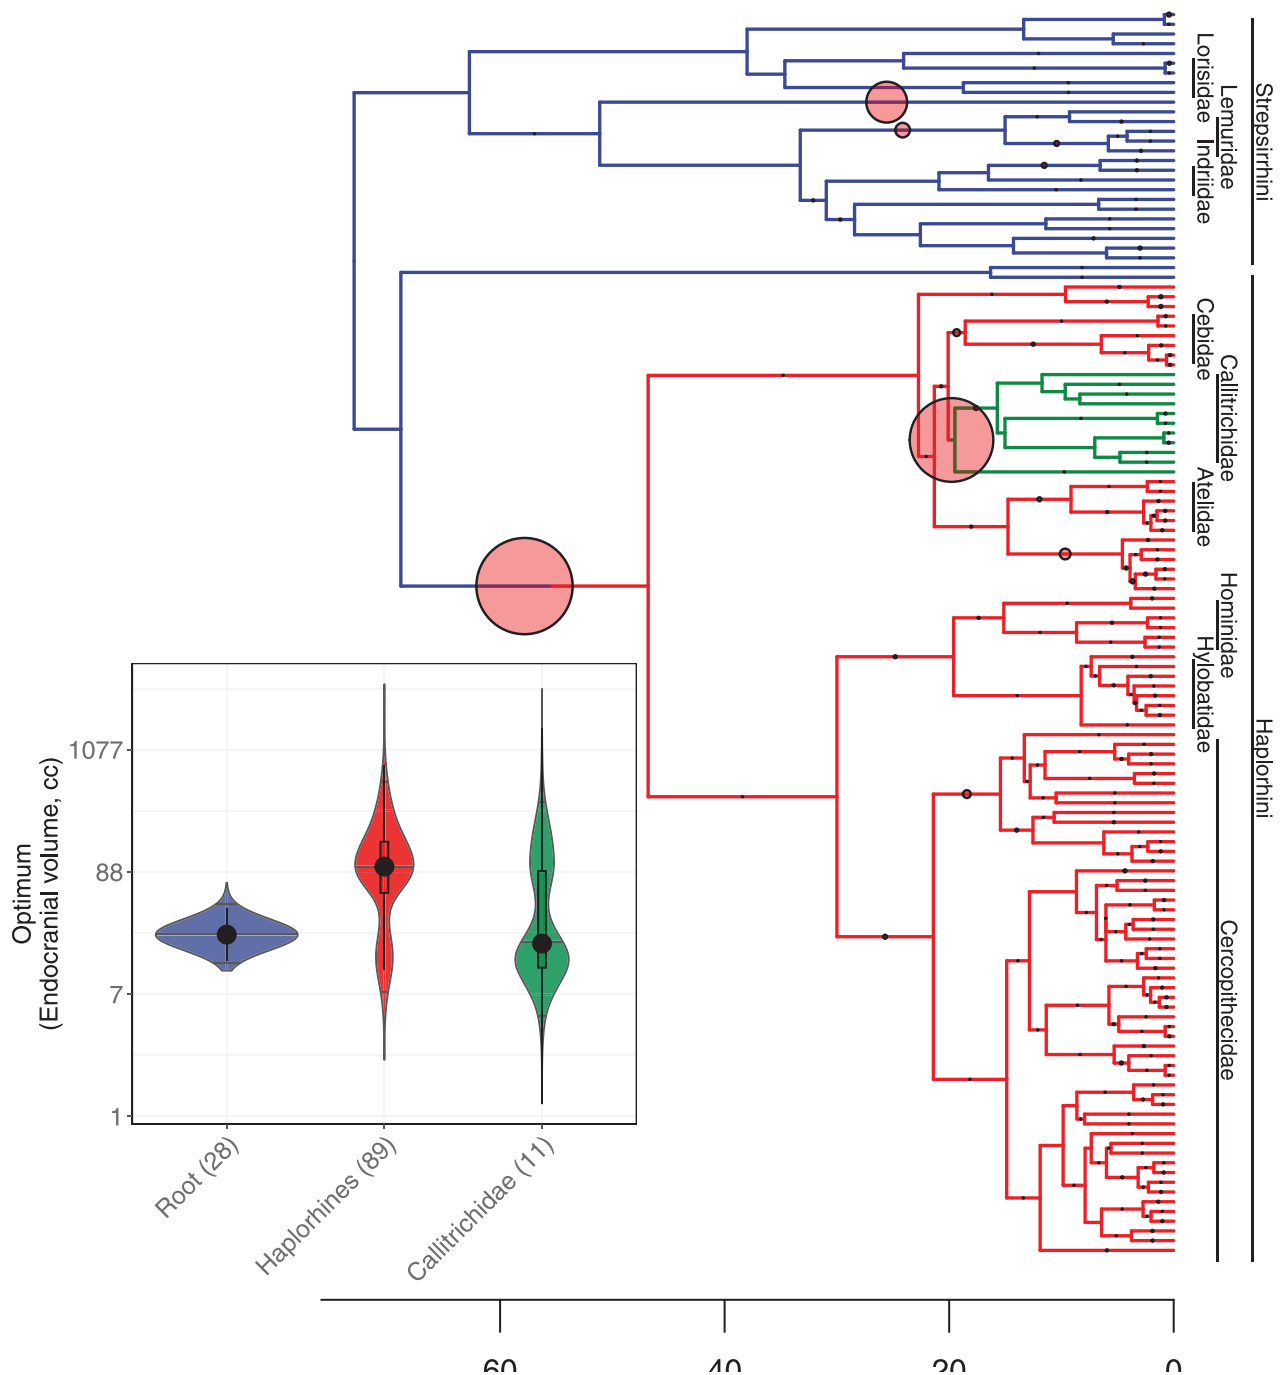 Strepsirrhini
Lorisidae
Lemuridae
Indriidae
Haplorhini
Cebidae
Callitrichidae
Atelidae
Hominidae
Hylobatidae
Cercopithecidae
Optimum
(Endocranial volume, cc)
1077
88
7
1
Root (28)
Haplorhines (89)
Callitrichidae (11)
60 40 20 0